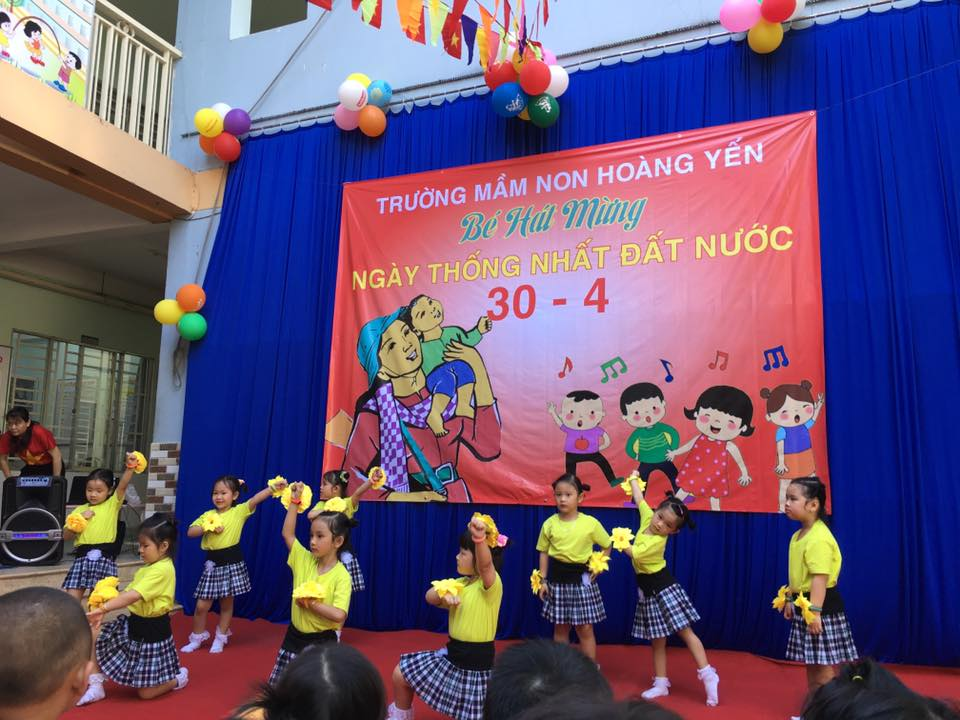 TRƯỜNG MẦM NON HOÀNG YẾN
Bé Hát Mừng
NGÀY THỐNG NHẤT ĐẤT NƯỚC
30 - 4